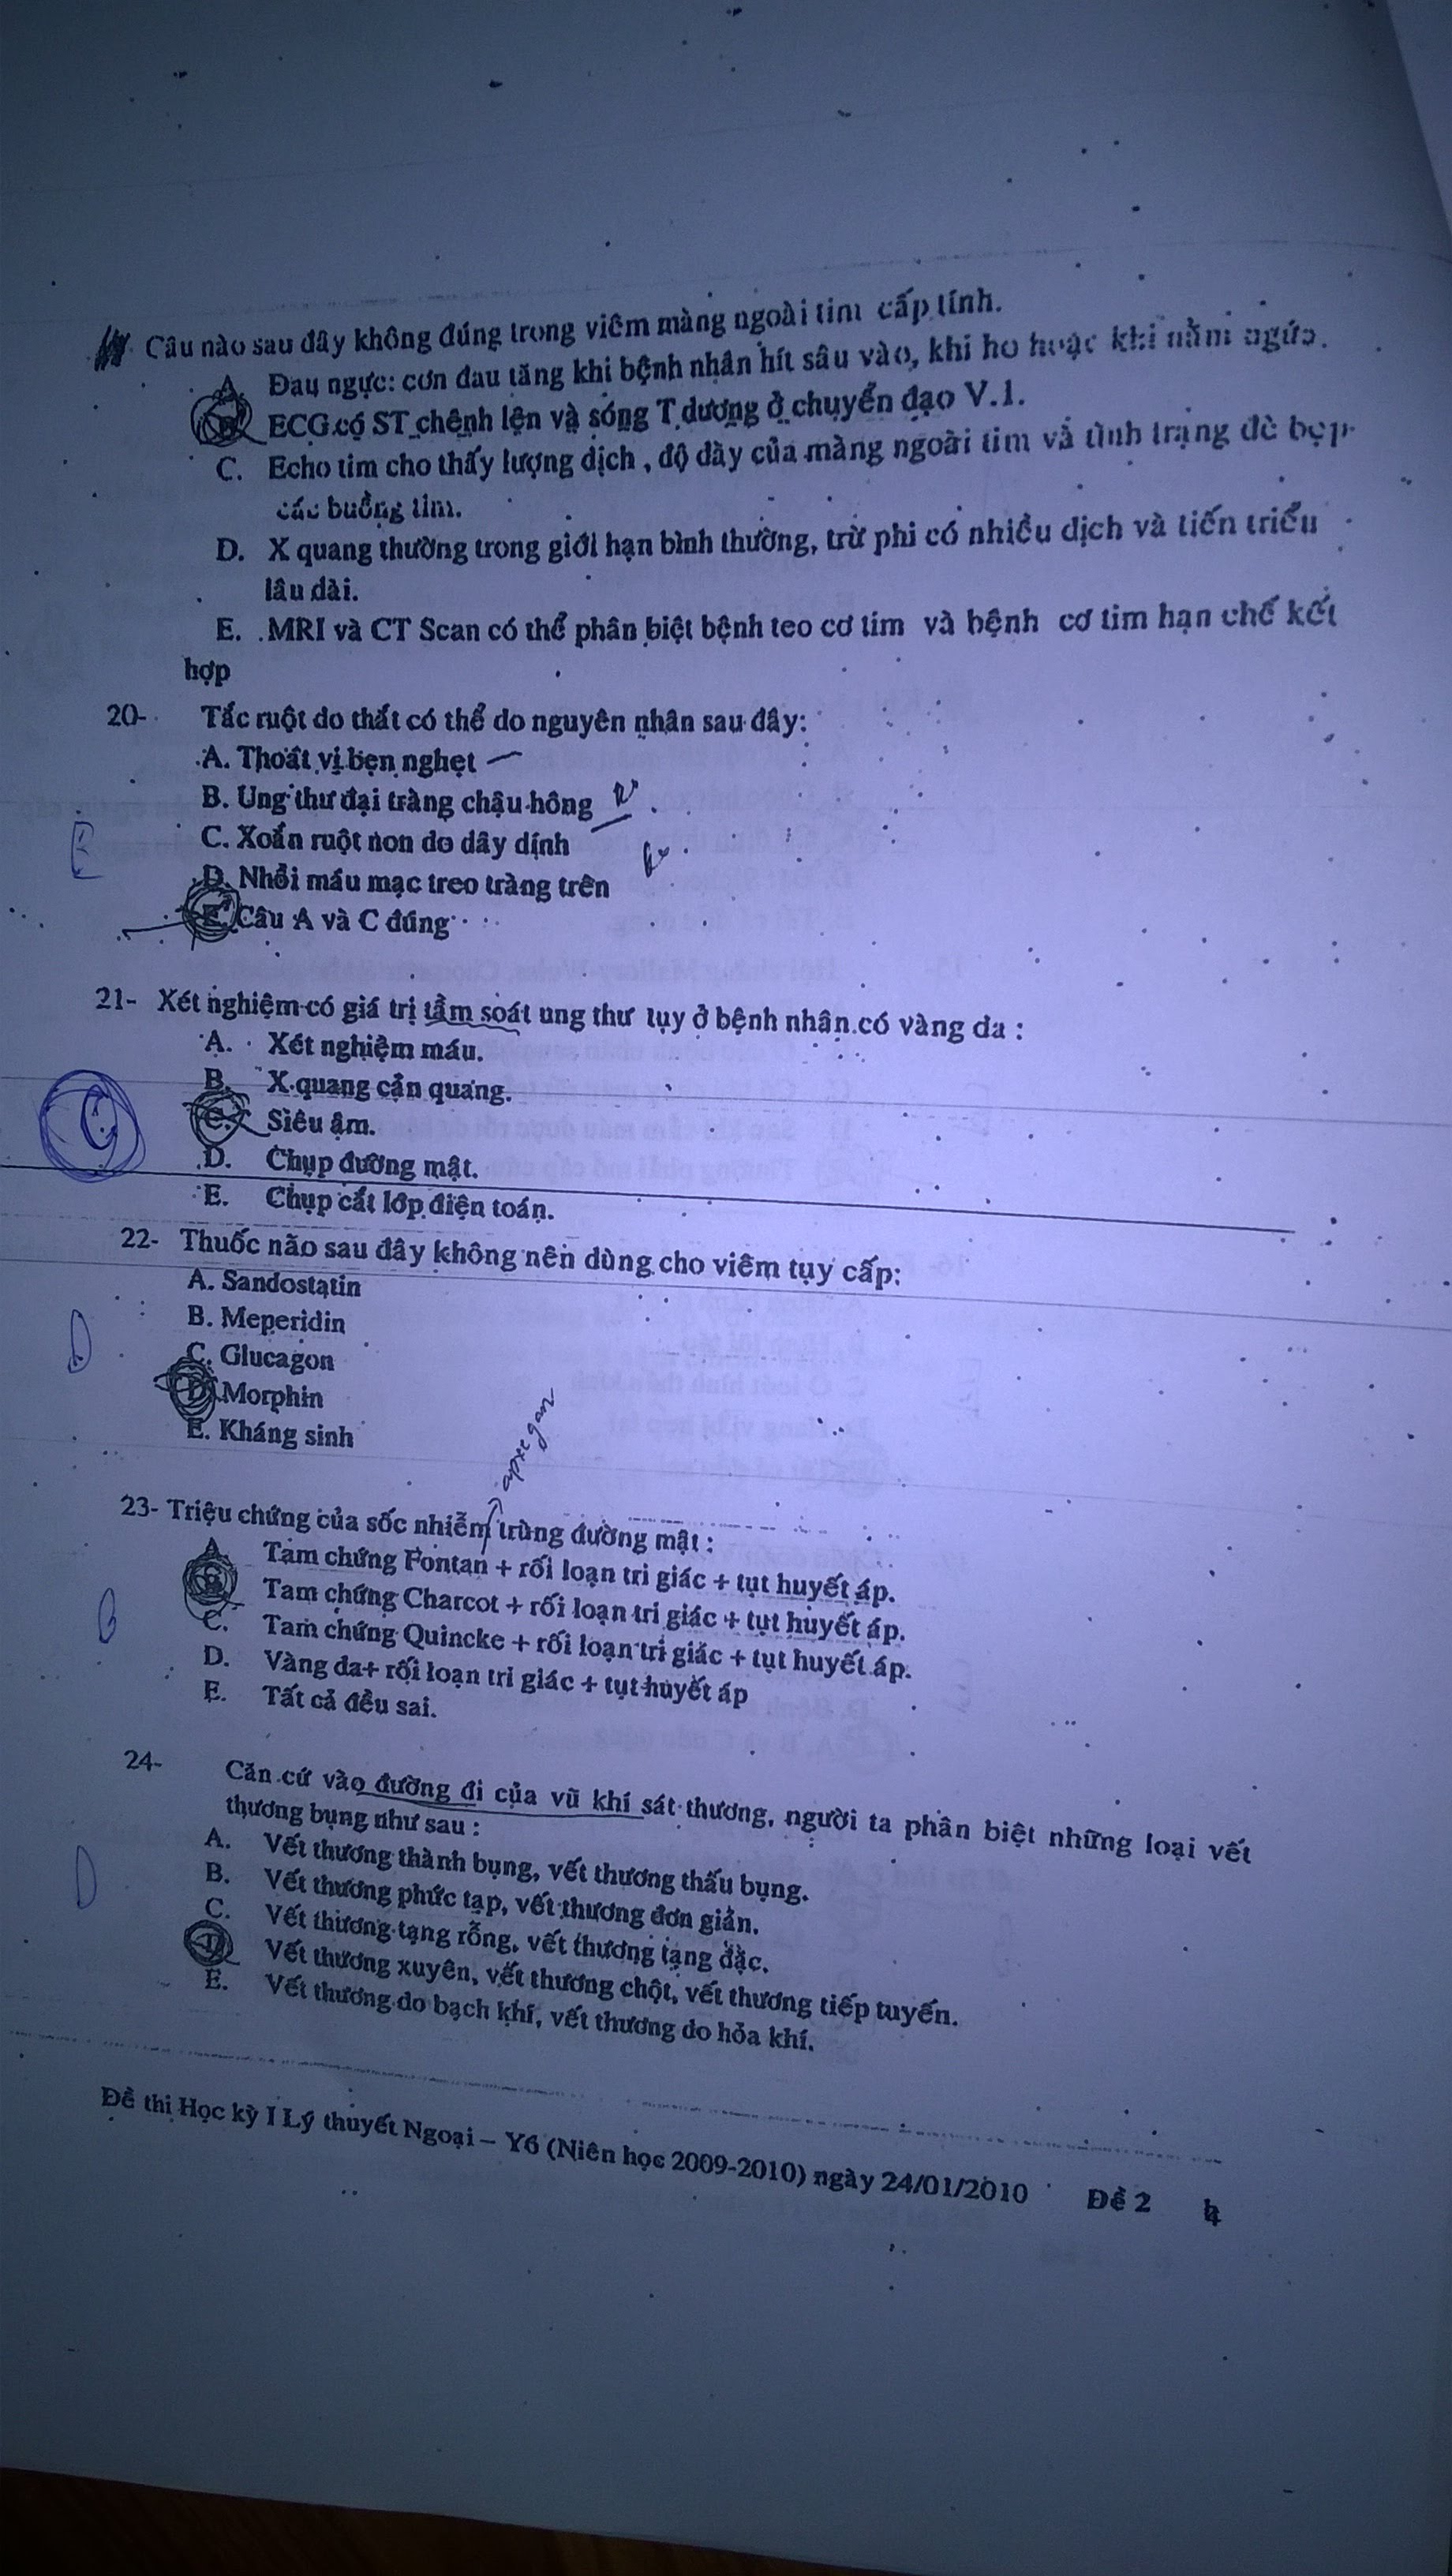 Câu nào sau đây không đúng trong viêm màng ngoài tim cấp tính.
A. Đau ngực: cơn đau tăng khi bệnh nhân hít sâu vào, khi ho hoặc khi nằm ngửa.
B. ECG có ST chênh lên và sóng T dương ở chuyển đạo V.1.
C. Echo tim cho thấy lượng dịch , độ dày của màng ngoài tim và tình trạng đè bẹp
các buồng tim.
D. X quang thường trong giới hạn bình thường, trừ phi có nhiều dịch và tiến triển
lâu dài.
E. MRI và CT Scan có thể phân biệt bệnh teo cơ tim và bệnh cơ tim hạn chế kết
hợp
20- Tắc ruột do thắt có thể do nguyên nhân sau đây:
A. Thoát vị bẹn nghẹt
B. Ung thư đại tràng chậu hông
C. Xoắn ruột non do dây dính
E
D. Nhồi máu mạc treo tràng trên
E. Câu A và C đúng
21- Xét nghiệm có giá trị tầm soát ung thư tụy ở bệnh nhân có vàng da :
A. Xét nghiệm máu.
B. X quang cản quang.
C
C. Siêu âm.
D. Chụp đường mật.
E. Chụp cắt lớp điện toán.
22- Thuốc não sau đây không nên dùng cho viêm tụy cấp:
A. Sandostatin
B. Meperidin
D
C. Glucagon
D. Morphin
E. Kháng sinh
apxe gan
23- Triệu chứng của sốc nhiễm trùng đường mật :
A. Tam chứng Fontan + rối loạn tri giác + tụt huyết áp.
B. Tam chứng Charcot + rối loạn tri giác + tụt huyết áp.
C. Tam chứng Quincke + rối loạn tri giác + tụt huyết áp.
D. Vàng da+ rối loạn tri giác + tụt huyết áp
E. Tất cả đều sai.
24- Căn cứ vào đường đi của vũ khí sát thương, người ta phân biệt những loại vết
thương bụng như sau :
A. Vết thương thành bụng, vết thương thấu bụng.
B. Vết thương phức tạp, vết thương đơn giản.
D
C. Vết thương tạng rỗng, vết thương tạng đặc.
D. Vết thương xuyên, vết thương chột, vết thương tiếp tuyến.
E. Vết thương do bạch khí, vết thương do hỏa khí.
Đề thi Học kỳ I Lý thuyết Ngoại – Y6 (Niên học 2009-2010) ngày 24/01/2010 Đề 2